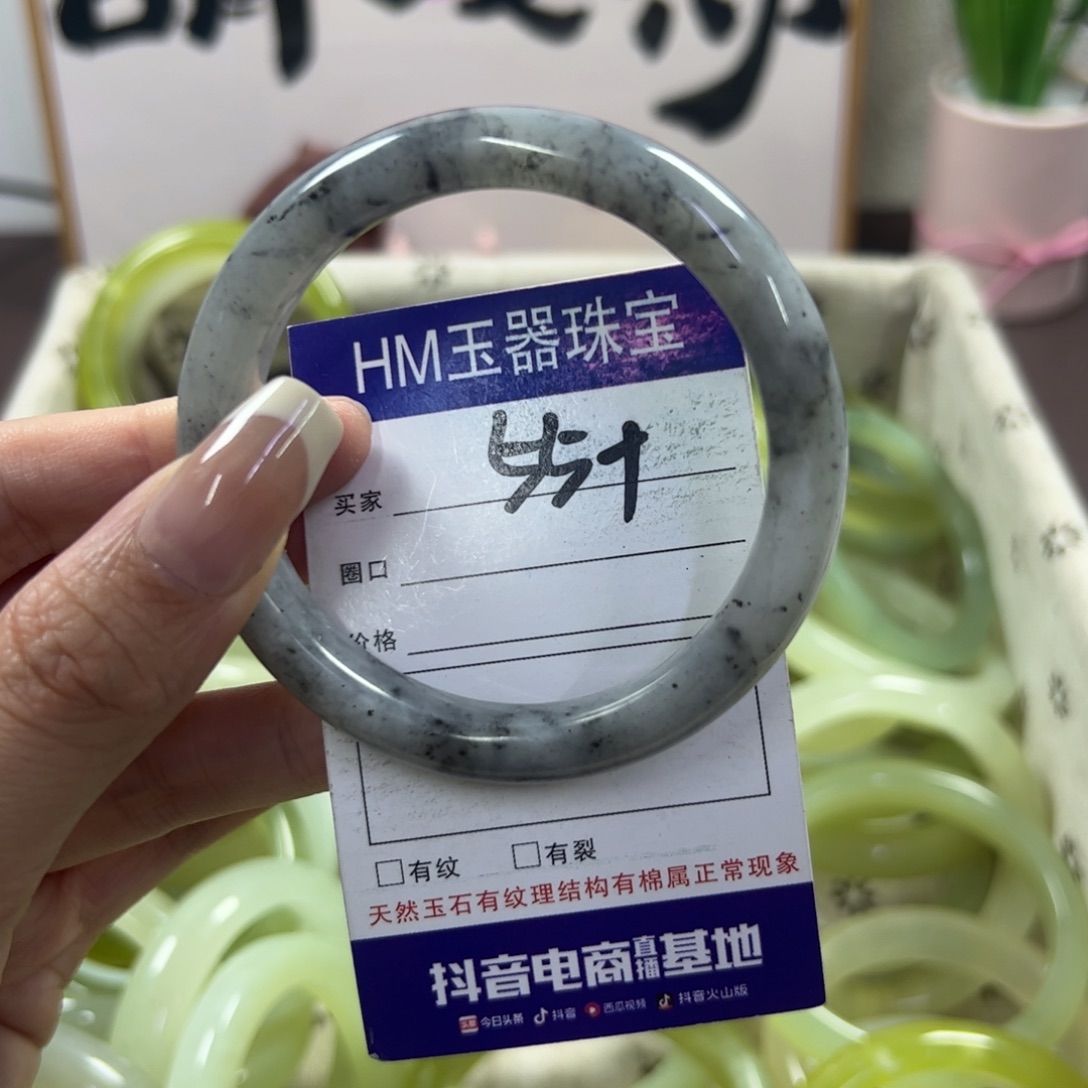 HM玉器珠宝
买家
圈口
价格
有纹 有裂
天然玉石有纹理结构有棉属正常现象
抖音电商直播基地
头条 今日头条 抖音 西瓜视频 抖音火山版